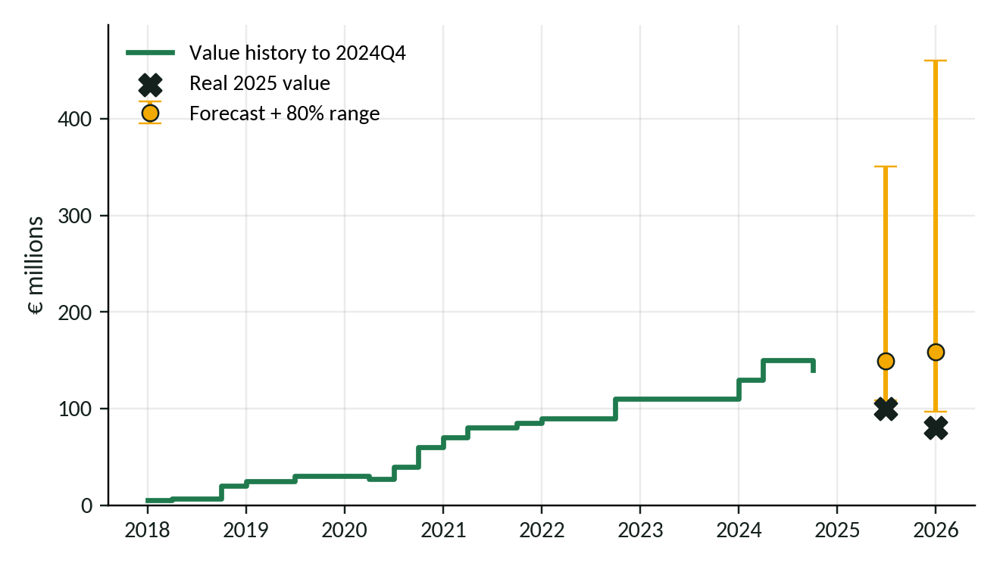 Value history to 2024Q4
Real 2025 value
Forecast + 80% range
€ millions
400
300
200
100
0
2018 2019 2020 2021 2022 2023 2024 2025 2026